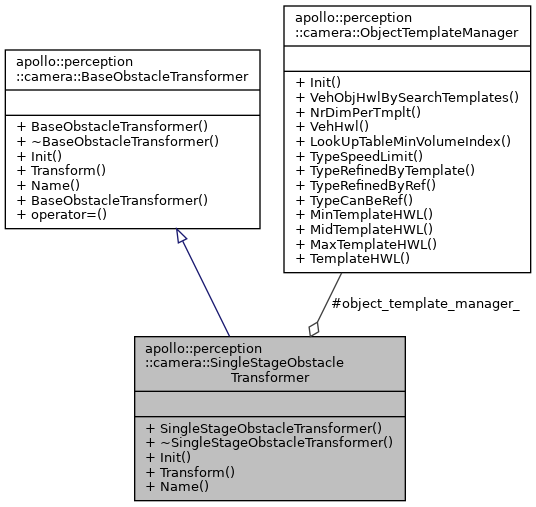 apollo::perception
::camera::BaseObstacleTransformer
+ BaseObstacleTransformer()
+ ~BaseObstacleTransformer()
+ Init()
+ Transform()
+ Name()
+ BaseObstacleTransformer()
+ operator=()
apollo::perception
::camera::ObjectTemplateManager
+ Init()
+ VehObjHwlBySearchTemplates()
+ NrDimPerTmplt()
+ VehHwl()
+ LookUpTableMinVolumeIndex()
+ TypeSpeedLimit()
+ TypeRefinedByTemplate()
+ TypeRefinedByRef()
+ TypeCanBeRef()
+ MinTemplateHWL()
+ MidTemplateHWL()
+ MaxTemplateHWL()
+ TemplateHWL()
#object_template_manager_
apollo::perception
::camera::SingleStageObstacle
Transformer
+ SingleStageObstacleTransformer()
+ ~SingleStageObstacleTransformer()
+ Init()
+ Transform()
+ Name()